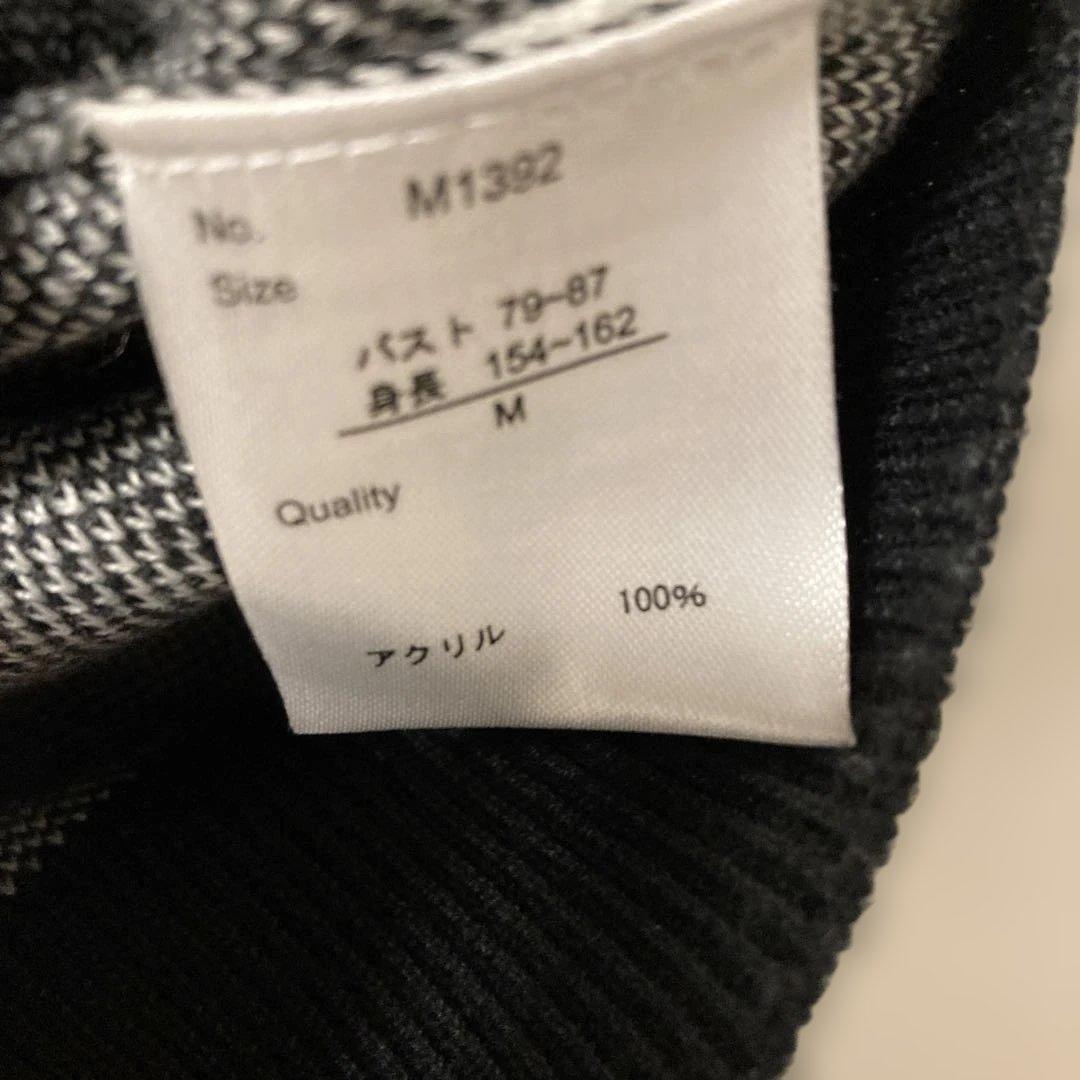 No. M1392
Size
バスト 79~87
身長 154~162
M
Quality
アクリル 100%